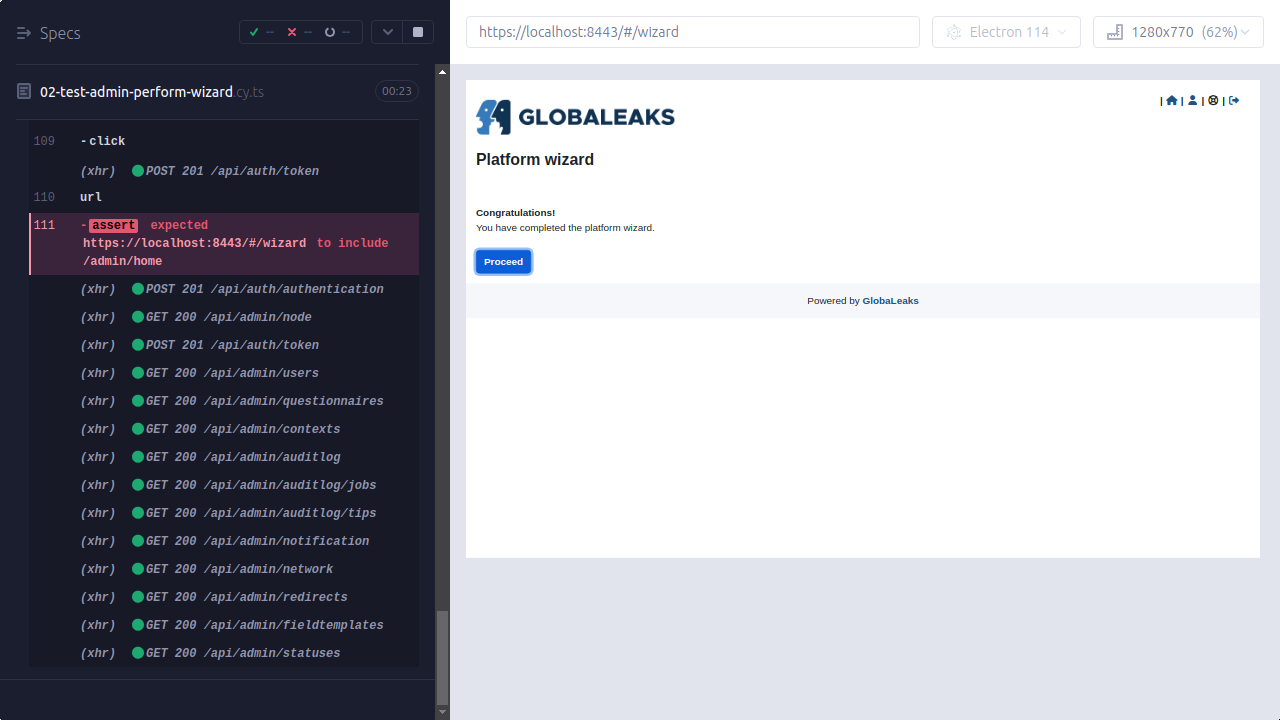 Specs
--
--
--
02-test-admin-perform-wizard.cy.ts
00:23
109 -click
(xhr) POST 201 /api/auth/token
110 url
111 -assert expected
https://localhost:8443/#/wizard to include
/admin/home
(xhr) POST 201 /api/auth/authentication
(xhr) GET 200 /api/admin/node
(xhr) POST 201 /api/auth/token
(xhr) GET 200 /api/admin/users
(xhr) GET 200 /api/admin/questionnaires
(xhr) GET 200 /api/admin/contexts
(xhr) GET 200 /api/admin/auditlog
(xhr) GET 200 /api/admin/auditlog/jobs
(xhr) GET 200 /api/admin/auditlog/tips
(xhr) GET 200 /api/admin/notification
(xhr) GET 200 /api/admin/network
(xhr) GET 200 /api/admin/redirects
(xhr) GET 200 /api/admin/fieldtemplates
(xhr) GET 200 /api/admin/statuses
https://localhost:8443/#/wizard
Electron 114
1280x770 (62%)
GLOBALEAKS
| | | |
Platform wizard
Congratulations!
You have completed the platform wizard.
Proceed
Powered by GlobaLeaks